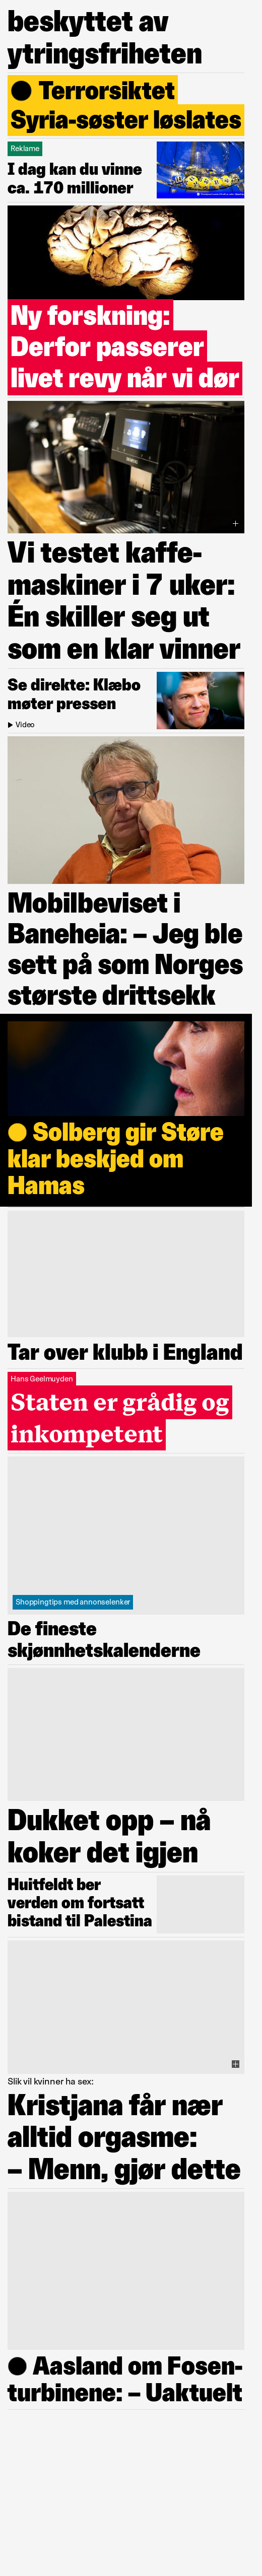 beskyttet av
ytringsfriheten
Terrorsiktet
Syria-søster løslates
Reklame
I dag kan du vinne
ca. 170 millioner
Ny forskning:
Derfor passerer
livet revy når vi dør
Vi testet kaffe-
maskiner i 7 uker:
Én skiller seg ut
som en klar vinner
Se direkte: Klæbo
møter pressen
Video
Mobilbeviset i
Baneheia: – Jeg ble
sett på som Norges
største drittsekk
Solberg gir Støre
klar beskjed om
Hamas
Tar over klubb i England
Hans Geelmuyden
Staten er grådig og
inkompetent
Shoppingtips med annonselenker
De fineste
skjønnhetskalenderne
Dukket opp – nå
koker det igjen
Huitfeldt ber
verden om fortsatt
bistand til Palestina
Slik vil kvinner ha sex:
Kristjana får nær
alltid orgasme:
– Menn, gjør dette
Aasland om Fosen-
turbinene: – Uaktuelt